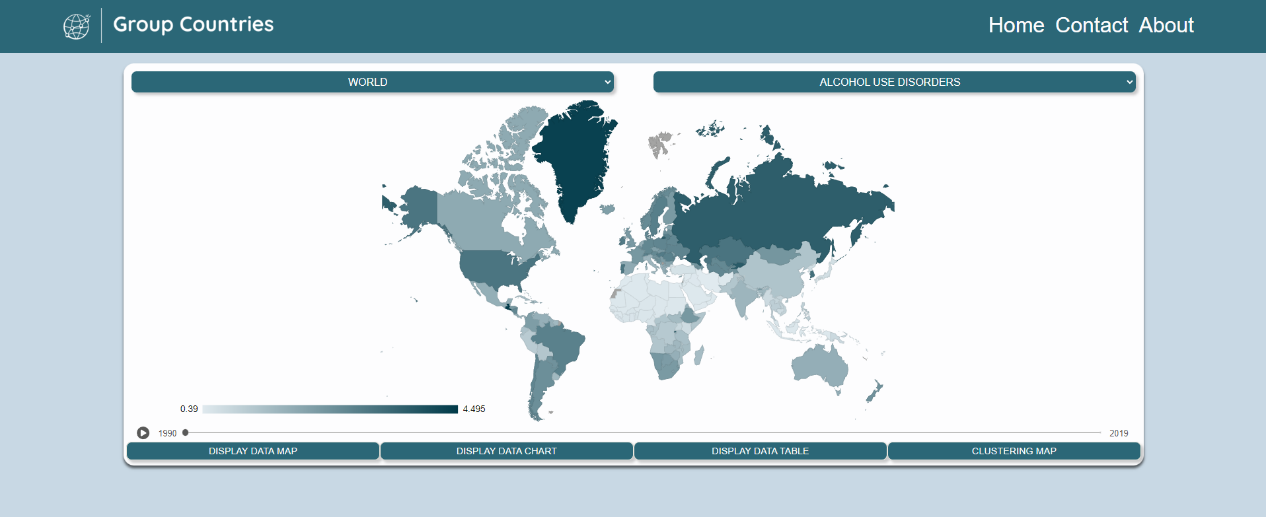 Group Countries
Home Contact About
WORLD
ALCOHOL USE DISORDERS
0.39
4.495
1990
2019
DISPLAY DATA MAP
DISPLAY DATA CHART
DISPLAY DATA TABLE
CLUSTERING MAP